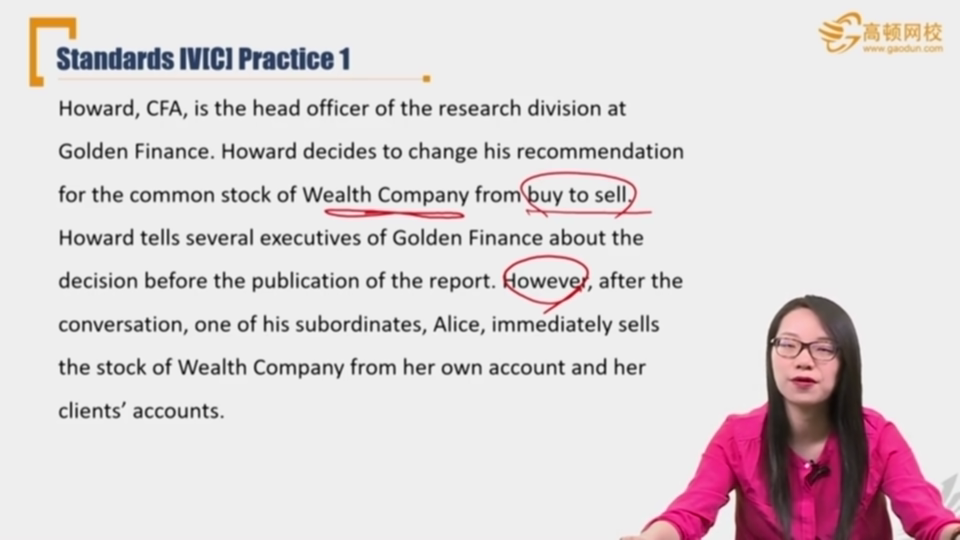 高顿网校
www.gaodun.com
Standards IV[C] Practice 1
Howard, CFA, is the head officer of the research division at
Golden Finance. Howard decides to change his recommendation
for the common stock of Wealth Company from buy to sell.
Howard tells several executives of Golden Finance about the
decision before the publication of the report. However, after the
conversation, one of his subordinates, Alice, immediately sells
the stock of Wealth Company from her own account and her
clients’ accounts.